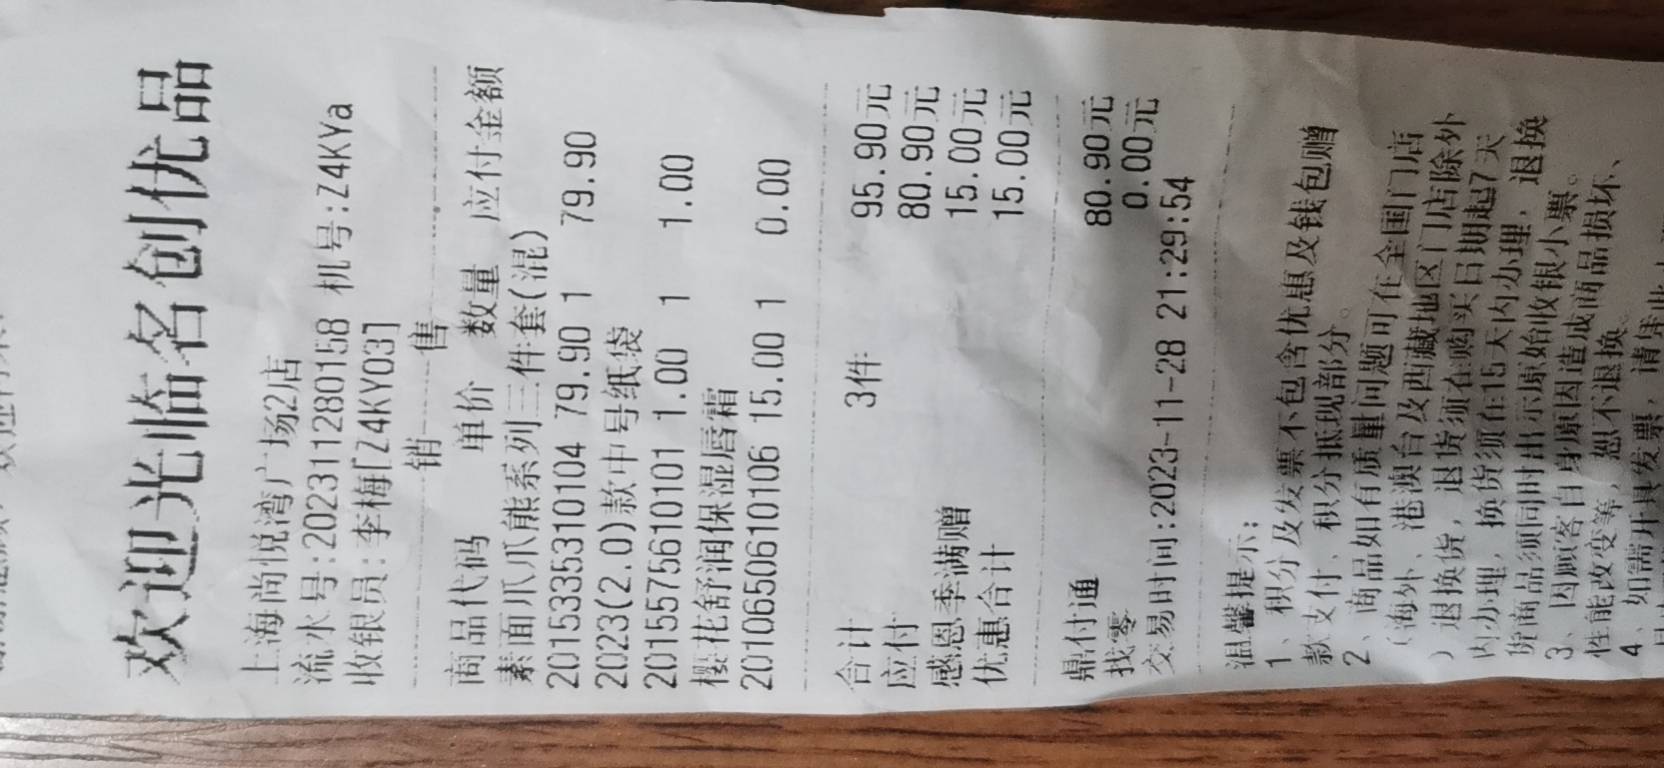 欢迎光临名创优品
上海尚悦湾广场2店
流水号:202311280158 机号:Z4KYa
收银员:李梅[Z4KY03]
销 售
商品代码 单价 数量 应付金额
素面爪爪熊系列三件套(混)
2015335310104 79.90 1 79.90
2023(2.0)款中号纸袋
2015575610101 1.00 1 1.00
樱花舒润保湿唇霜
2010650610106 15.00 1 0.00
合计 3件 95.90元
应付 80.90元
感恩季满赠 15.00元
优惠合计 15.00元
鼎付通 80.90元
找零 0.00元
交易时间:2023-11-28 21:29:54
温馨提示:
1、积分及发票不包含优惠及钱包赠
款支付、积分抵现部分。
2、商品如有质量问题可在全国门店
(海外、港澳台及西藏地区门店除外
)退换货,退货须在购买日期起7天
内办理,换货须在15天内办理,退换
货商品须同时出示原始收银小票。
3、因顾客自身原因造成商品损坏、
性能改变等,恕不退换。
4、如需开具发票,请凭此